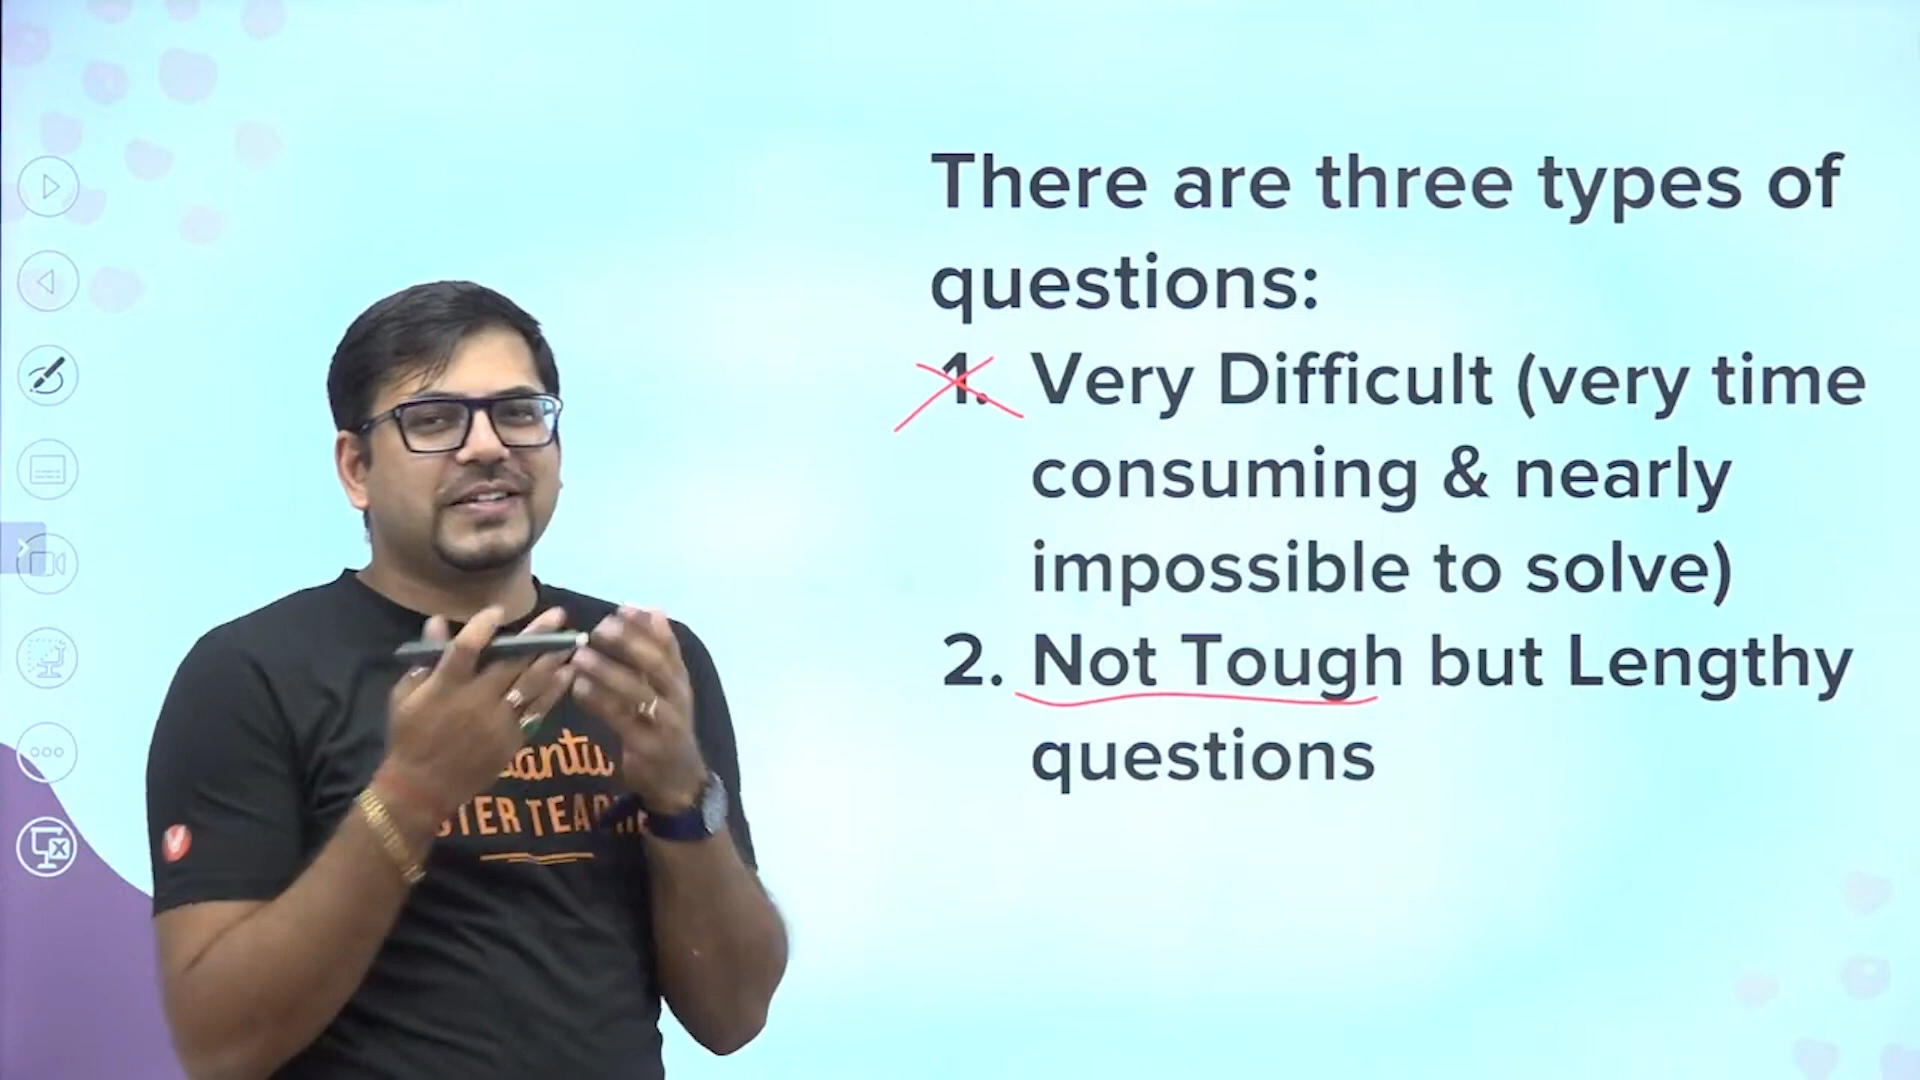 There are three types of
questions:
1. Very Difficult (very time
consuming & nearly
impossible to solve)
2. Not Tough but Lengthy
questions